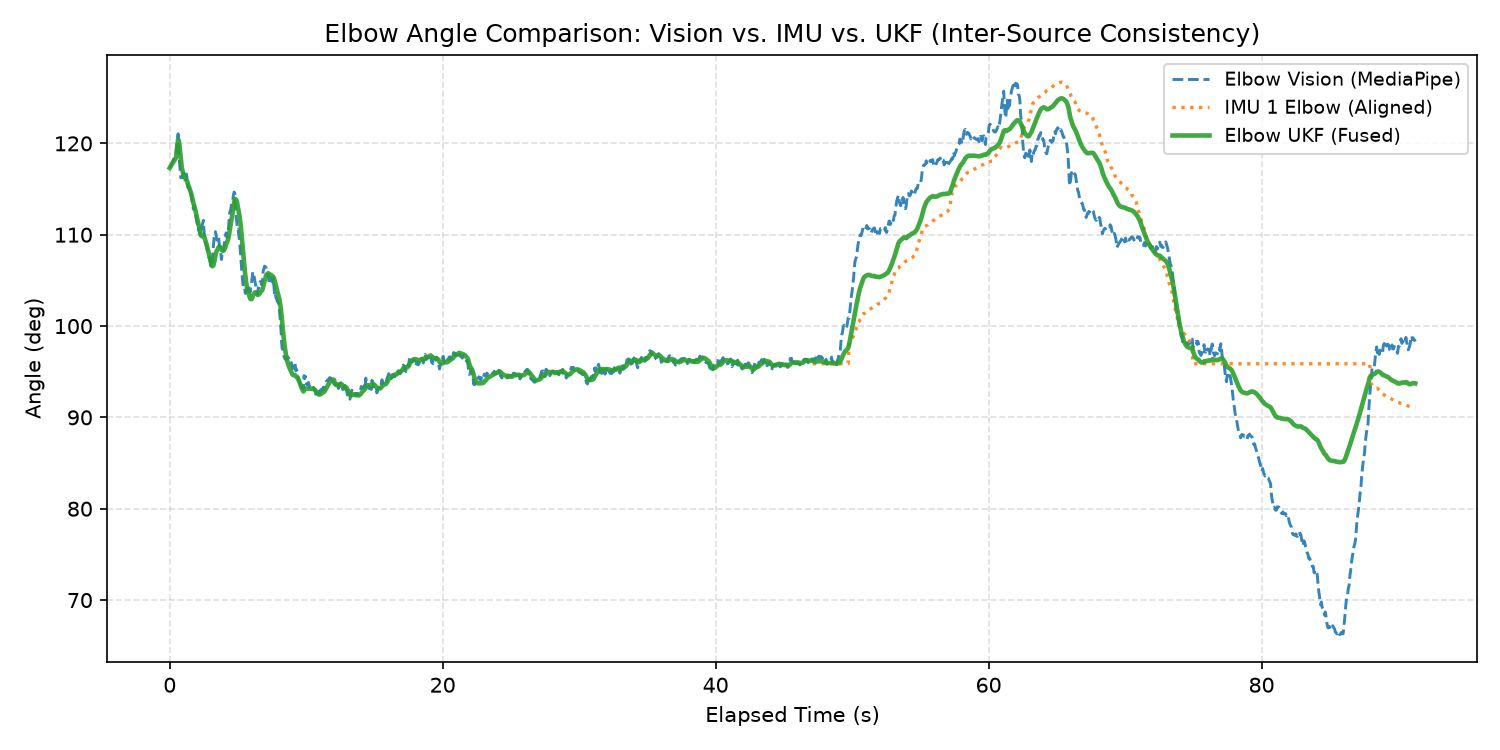 Elbow Angle Comparison: Vision vs. IMU vs. UKF (Inter-Source Consistency)
Elbow Vision (MediaPipe)
IMU 1 Elbow (Aligned)
Elbow UKF (Fused)
Angle (deg)
120
110
100
90
80
70
0
20
40
60
80
Elapsed Time (s)